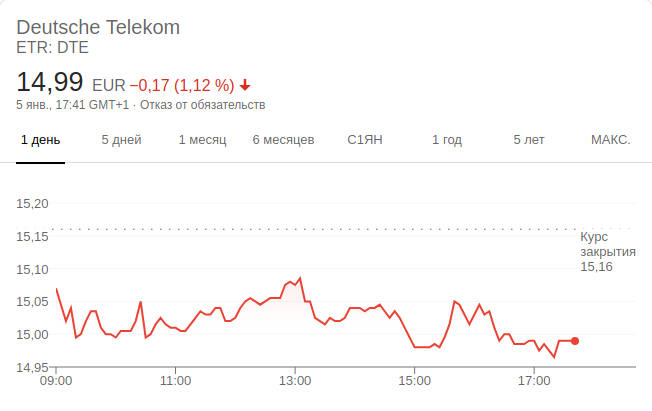 Deutsche Telekom
ETR: DTE
14,99 EUR −0,17 (1,12 %)
5 янв., 17:41 GMT+1 · Отказ от обязательств
1 день 5 дней 1 месяц 6 месяцев С1ЯН 1 год 5 лет МАКС.
15,20
15,15
Курс
закрытия
15,16
15,10
15,05
15,00
14,95
09:00 11:00 13:00 15:00 17:00